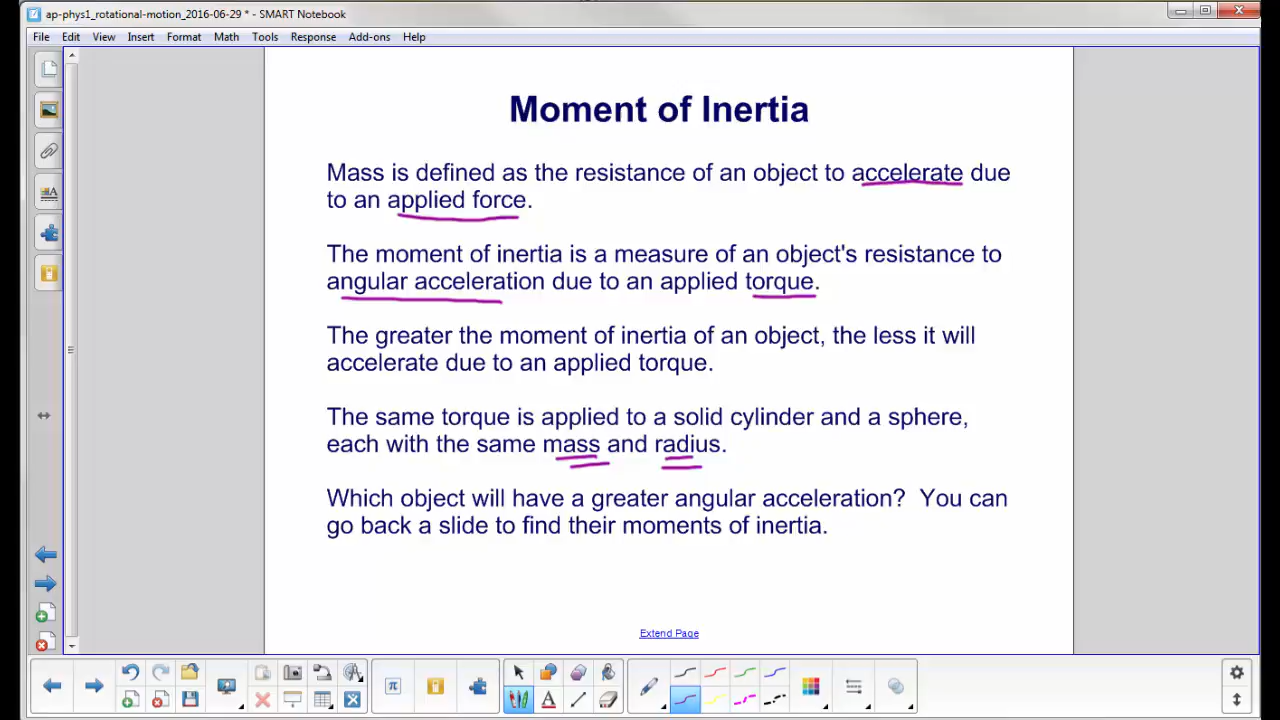 ap-phys1_rotational-motion_2016-06-29 * - SMART Notebook
File Edit View Insert Format Math Tools Response Add-ons Help
Moment of Inertia
Mass is defined as the resistance of an object to accelerate due
to an applied force.
The moment of inertia is a measure of an object's resistance to
angular acceleration due to an applied torque.
The greater the moment of inertia of an object, the less it will
accelerate due to an applied torque.
The same torque is applied to a solid cylinder and a sphere,
each with the same mass and radius.
Which object will have a greater angular acceleration? You can
go back a slide to find their moments of inertia.
Extend Page